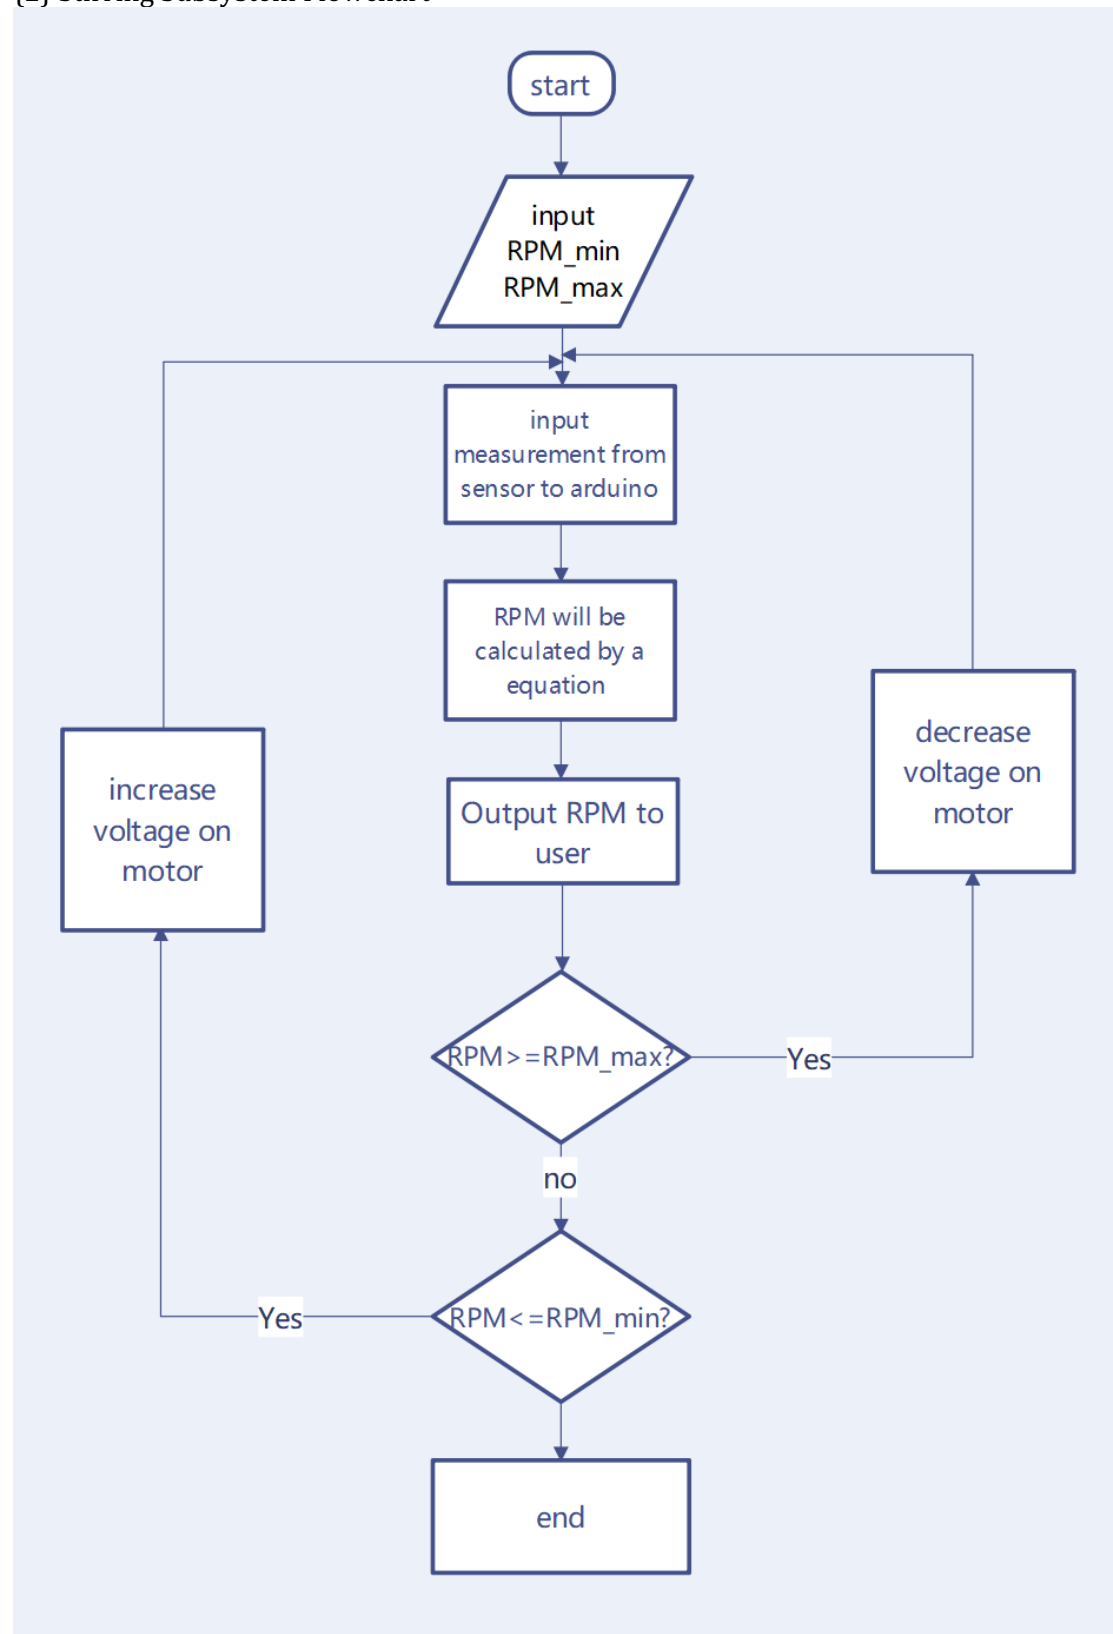 start
input
RPM_min
RPM_max
input
measurement from
sensor to arduino
RPM will be
calculated by a
equation
increase
voltage on
motor
decrease
voltage on
motor
Output RPM to
user
RPM>=RPM_max?
Yes
no
Yes
RPM<=RPM_min?
end